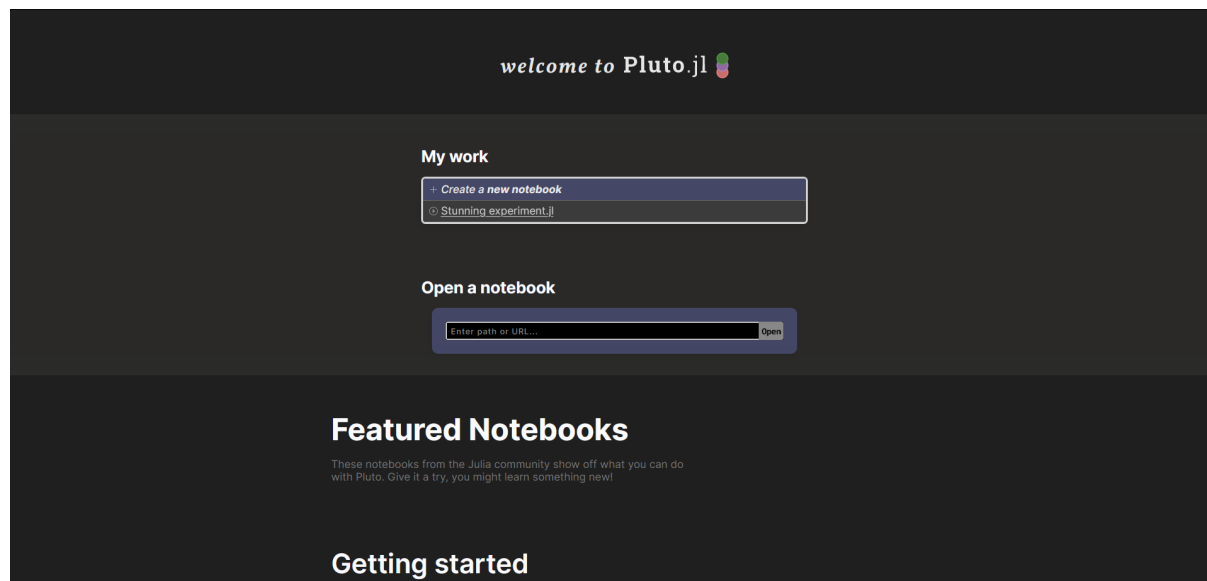 welcome to Pluto.jl
My work
+ Create a new notebook
Stunning experiment.jl
Open a notebook
Enter path or URL...
Open
Featured Notebooks
These notebooks from the Julia community show off what you can do
with Pluto. Give it a try, you might learn something new!
Getting started